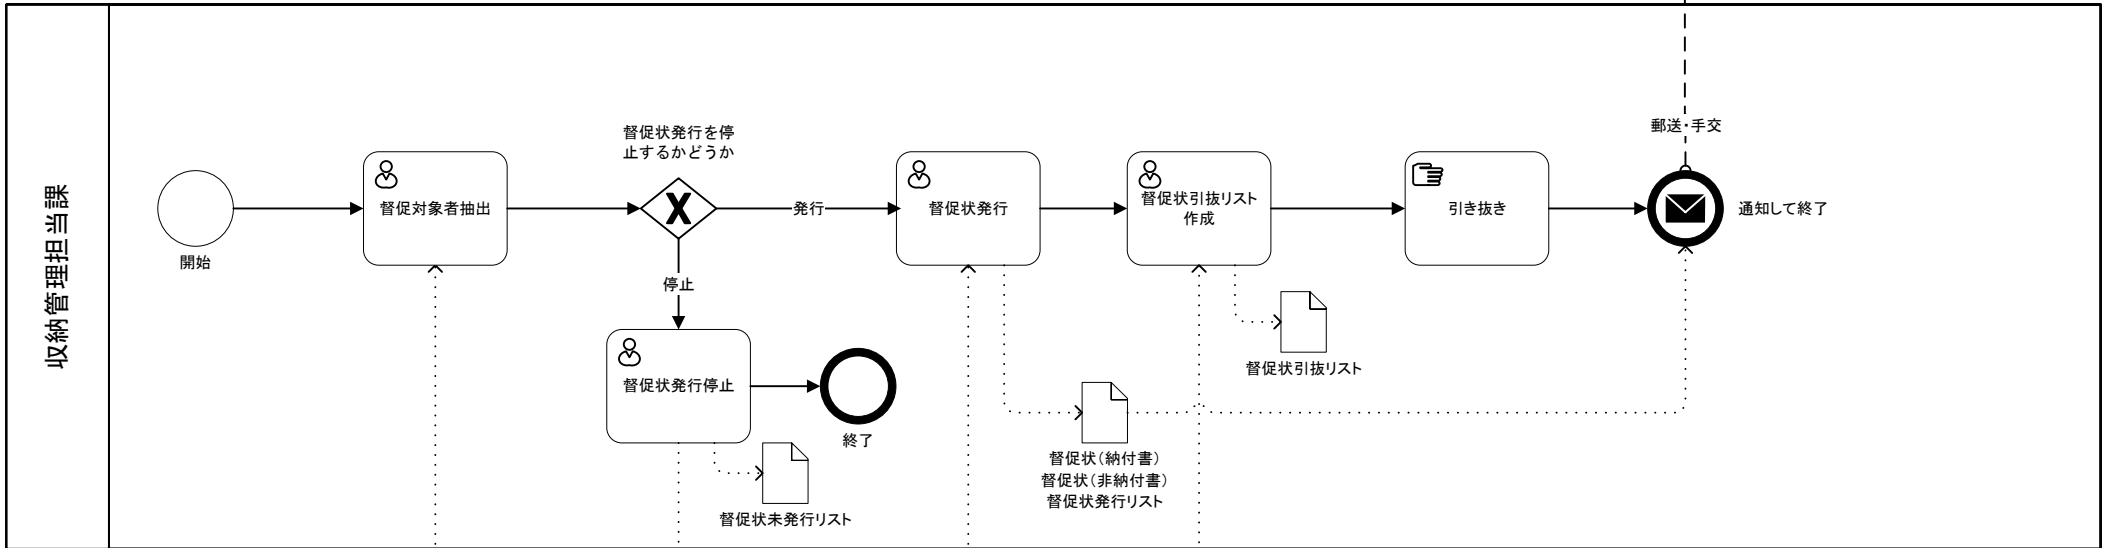 収納管理担当課
開始
督促対象者抽出
督促状発行を停
止するかどうか
発行
停止
督促状発行停止
終了
督促状未発行リスト
督促状発行
督促状(納付書)
督促状(非納付書)
督促状発行リスト
督促状引抜リスト
作成
督促状引抜リスト
引き抜き
郵送・手交
通知して終了